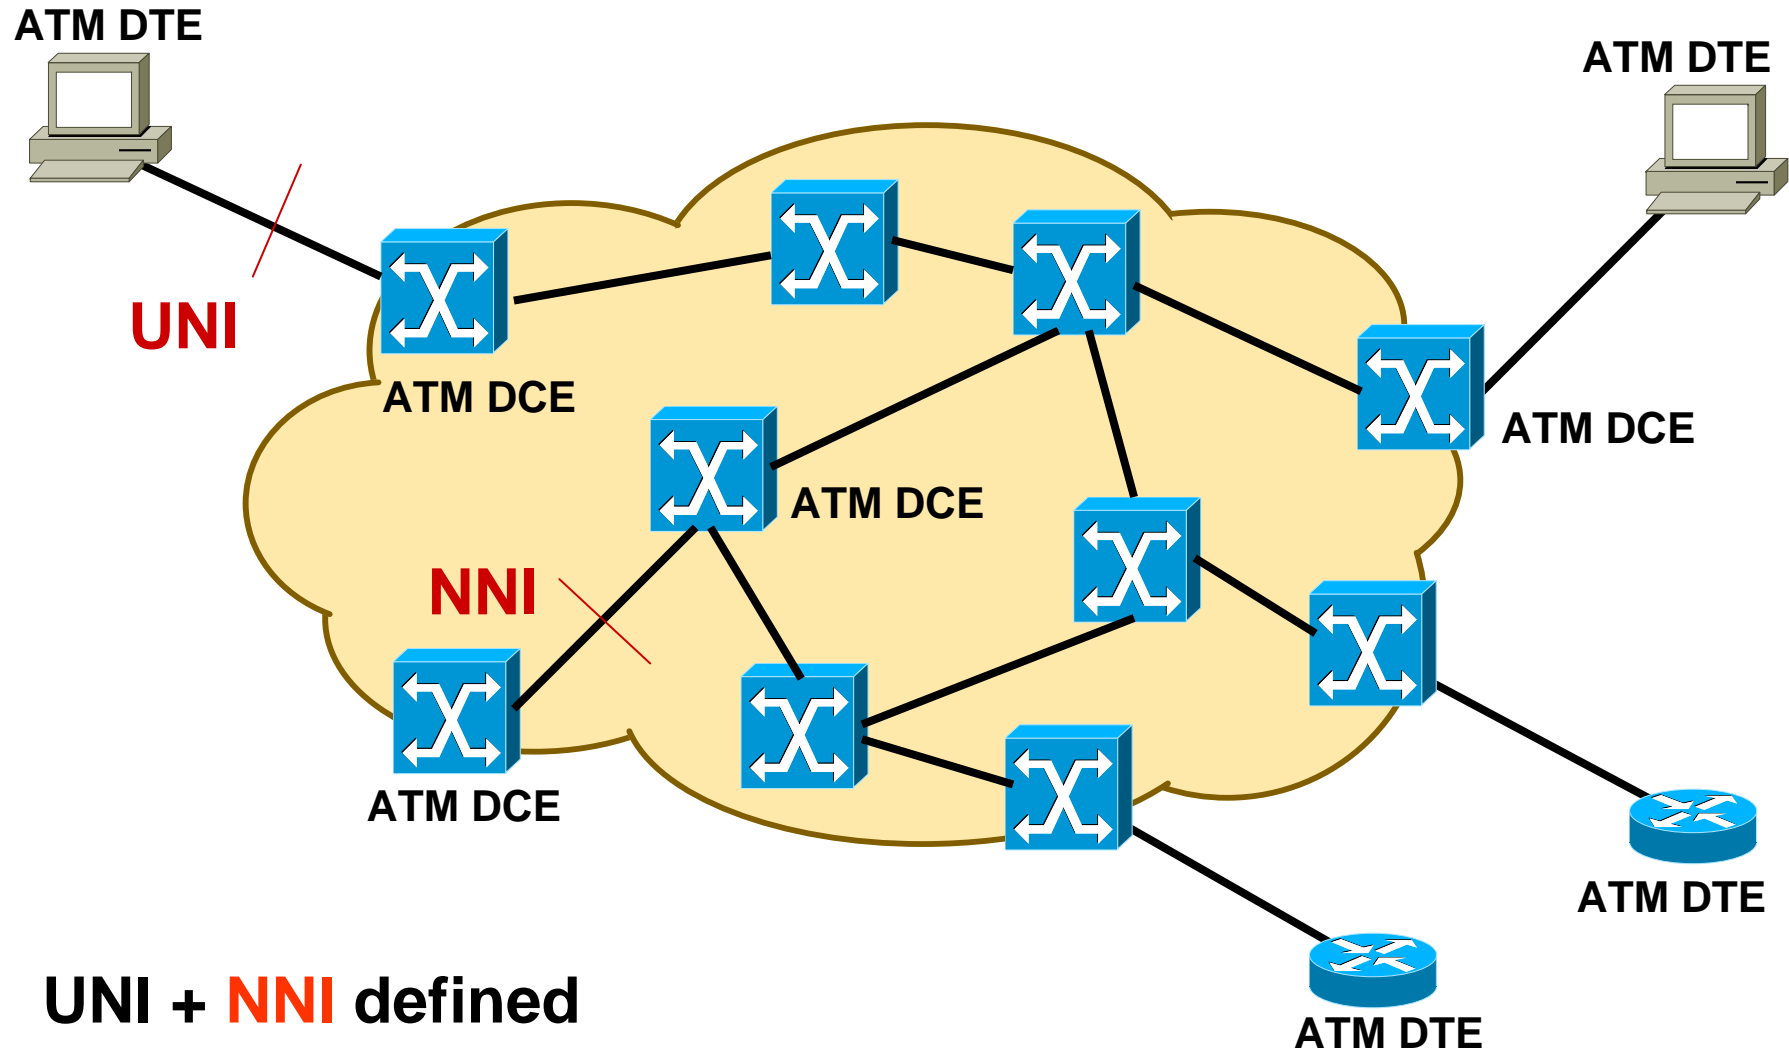 ATM DTE
ATM DTE
UNI
ATM DCE
ATM DCE
ATM DCE
NNI
ATM DCE
ATM DTE
UNI + NNI defined
ATM DTE